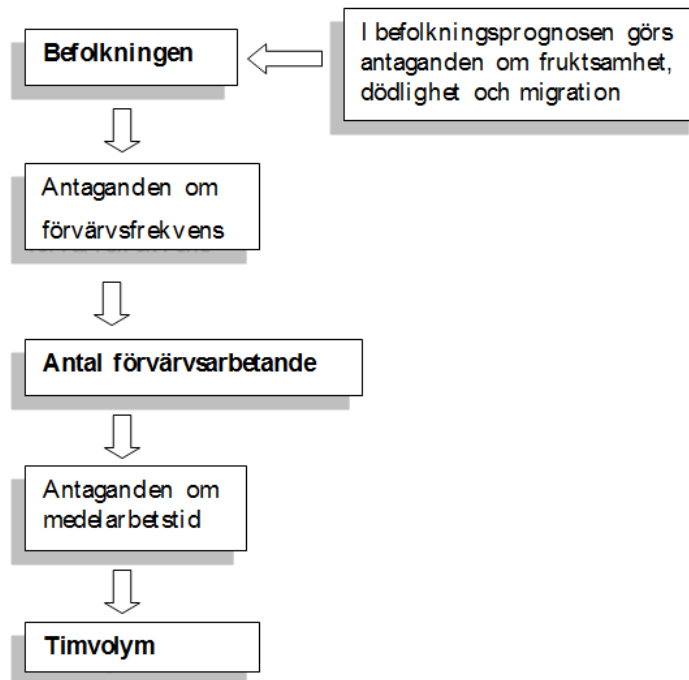 Befolkningen
I befolkningsprognosen görs
antaganden om fruktsamhet,
dödlighet och migration
Antaganden om
förvärvsfrekvens
Antal förvärvsarbetande
Antaganden om
medelarbetstid
Timvolym